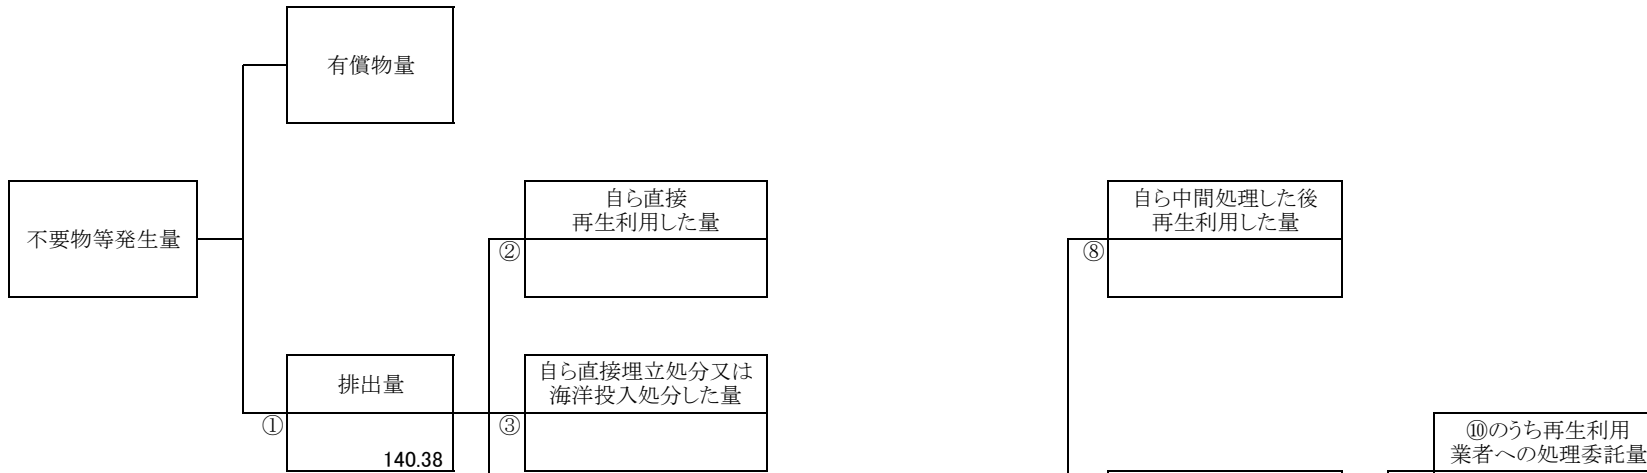 有償物量
不要物等発生量
自ら直接
再生利用した量
②
自ら中間処理した後
再生利用した量
⑧
排出量
①
140.38
自ら直接埋立処分又は
海洋投入処分した量
③
⑩のうち再生利用
業者への処理委託量